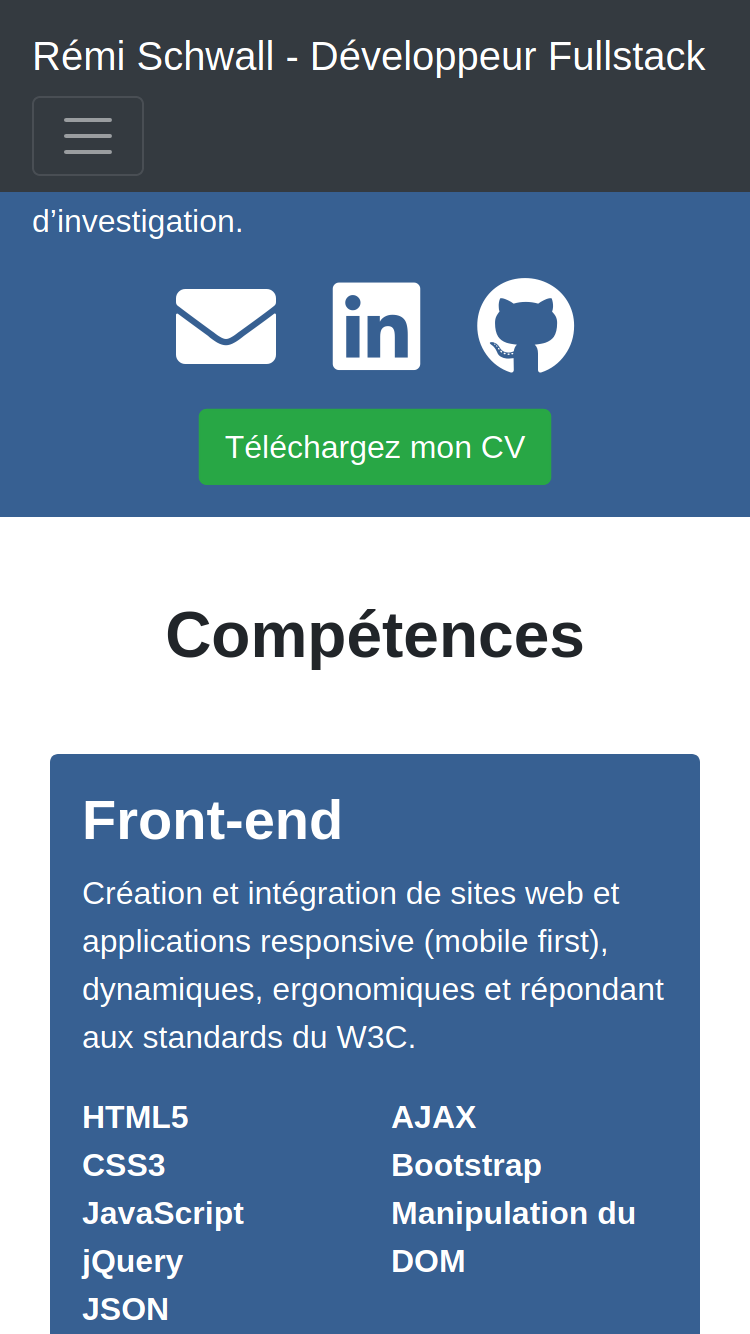 Rémi Schwall - Développeur Fullstack
d’investigation.
Téléchargez mon CV
Compétences
Front-end
Création et intégration de sites web et
applications responsive (mobile first),
dynamiques, ergonomiques et répondant
aux standards du W3C.
HTML5
CSS3
JavaScript
jQuery
JSON
AJAX
Bootstrap
Manipulation du
DOM